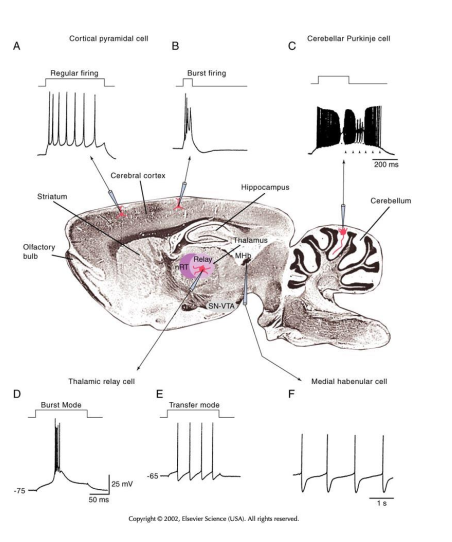 Cortical pyramidal cell
Cerebellar Purkinje cell
A
B
C
Regular firing
Burst firing
200 ms
Cerebral cortex
Striatum
Hippocampus
Cerebellum
Olfactory
bulb
Thalamus
Relay
MHb
nRT
SN-VTA
Thalamic relay cell
Medial habenular cell
D
E
F
Burst Mode
Transfer mode
-75
25 mV
50 ms
-65
1 s
Copyright © 2002, Elsevier Science (USA). All rights reserved.